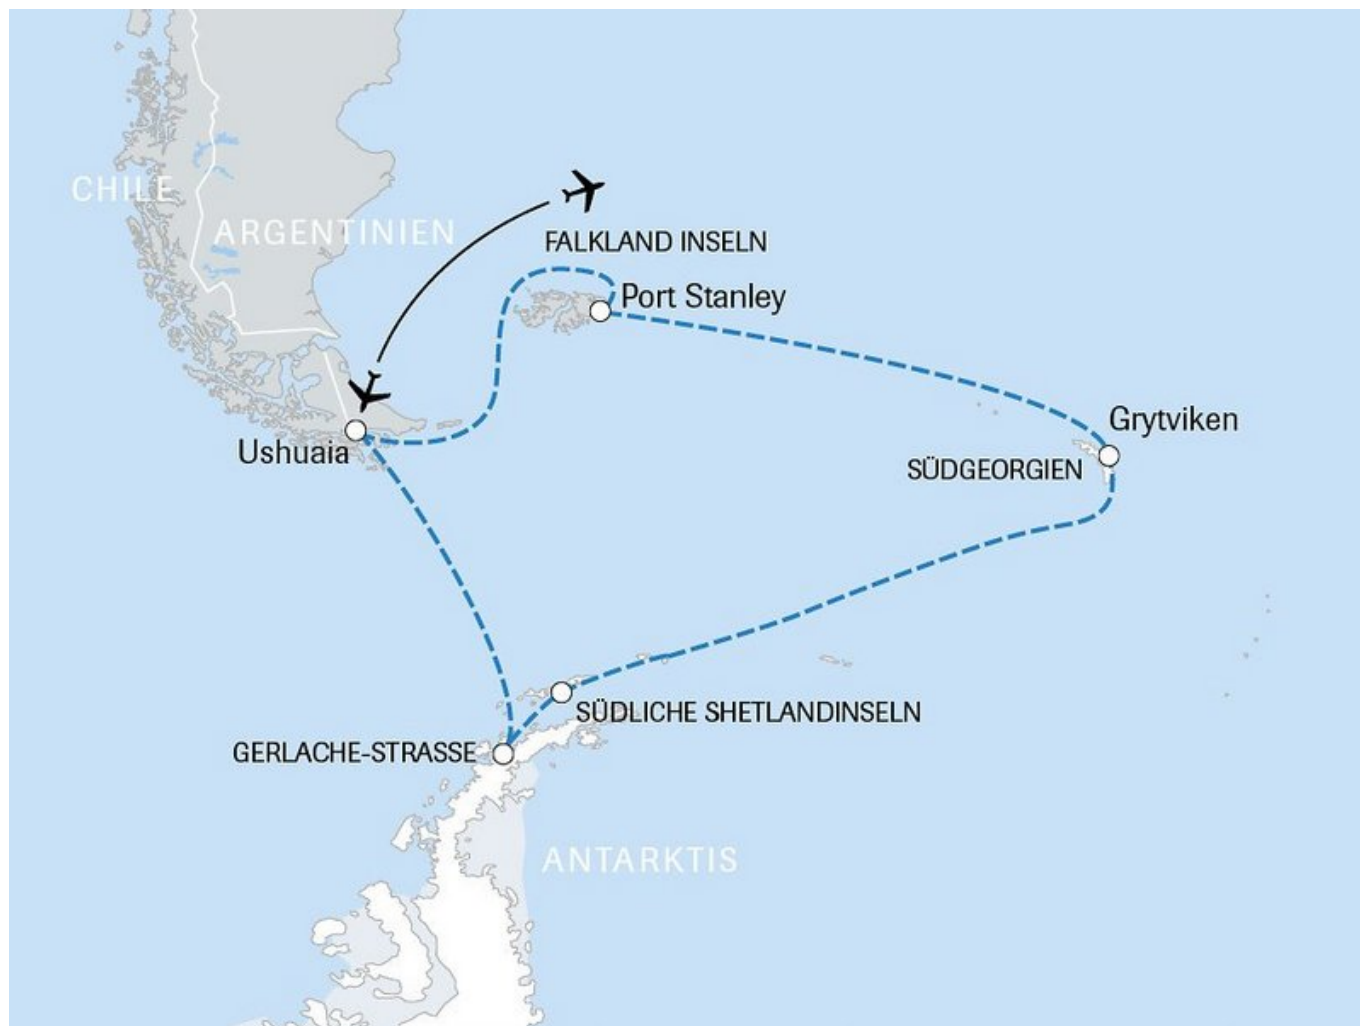 CHILE
ARGENTINIEN
FALKLAND INSELN
Port Stanley
Grytviken
Ushuaia
SÜDGEORGIEN
SÜDLICHE SHETLANDINSELN
GERLACHE-STRASSE
ANTARKTIS